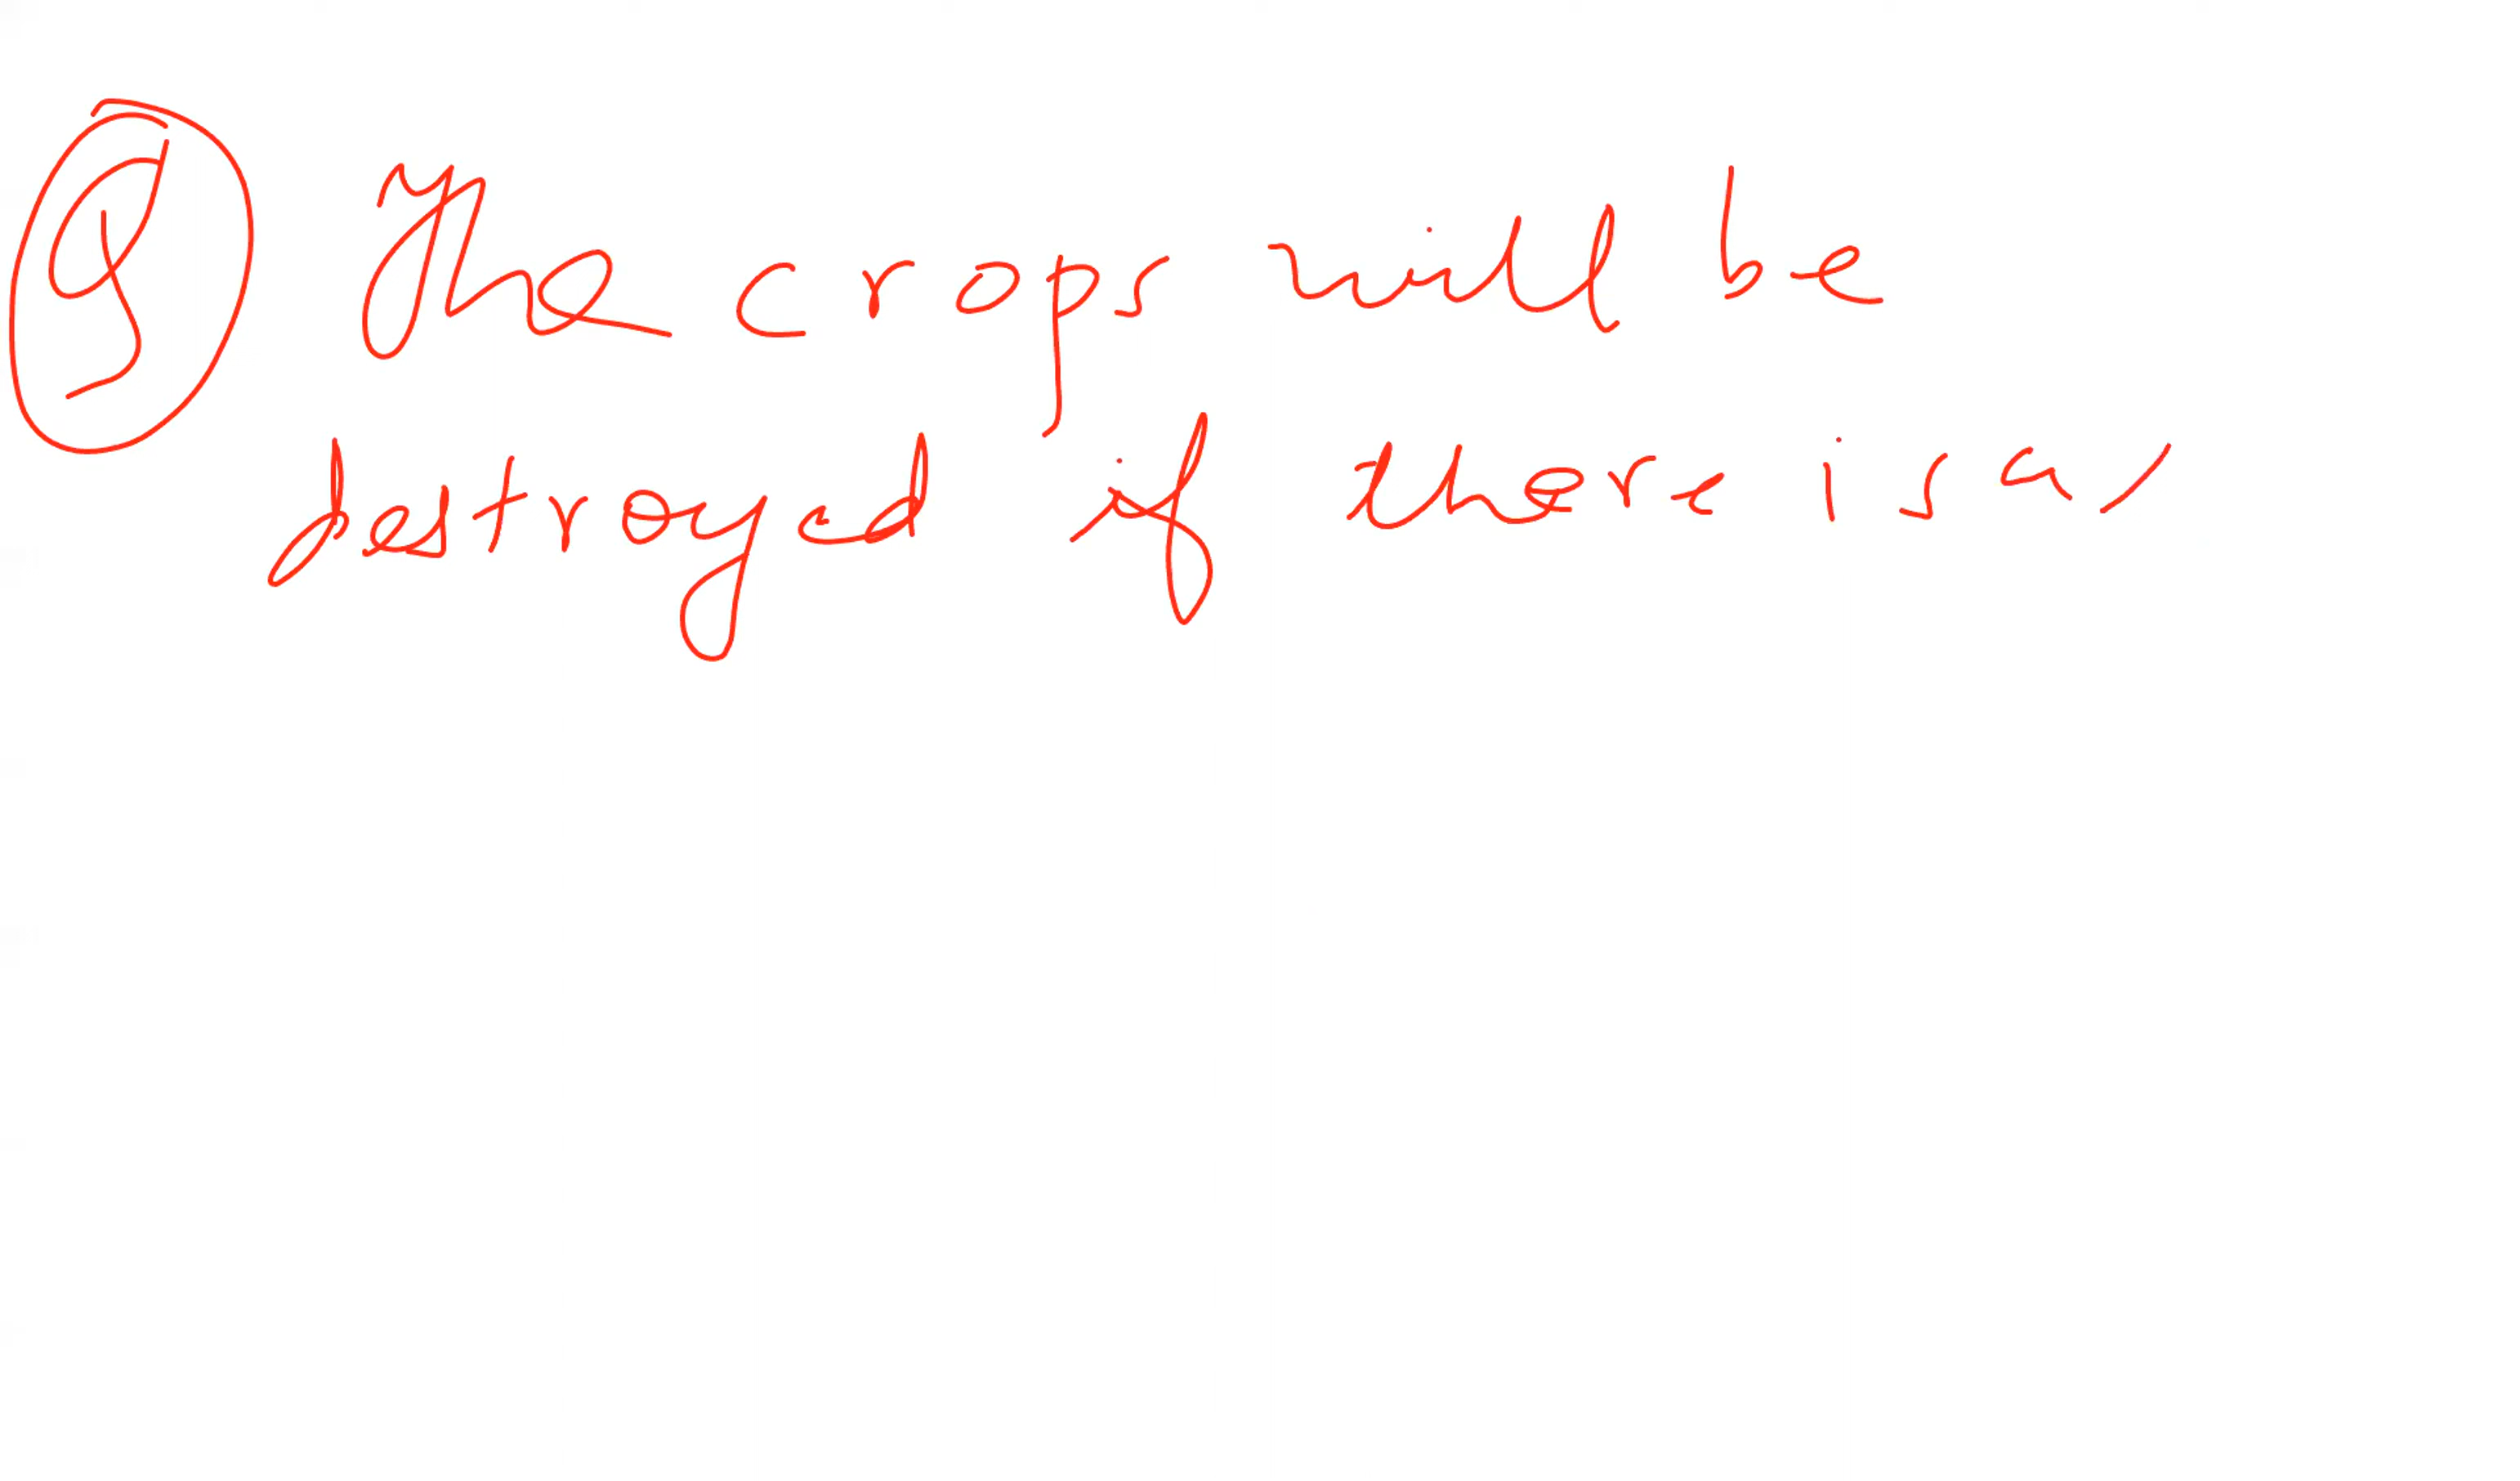 The crops will be
destroyed if there is a